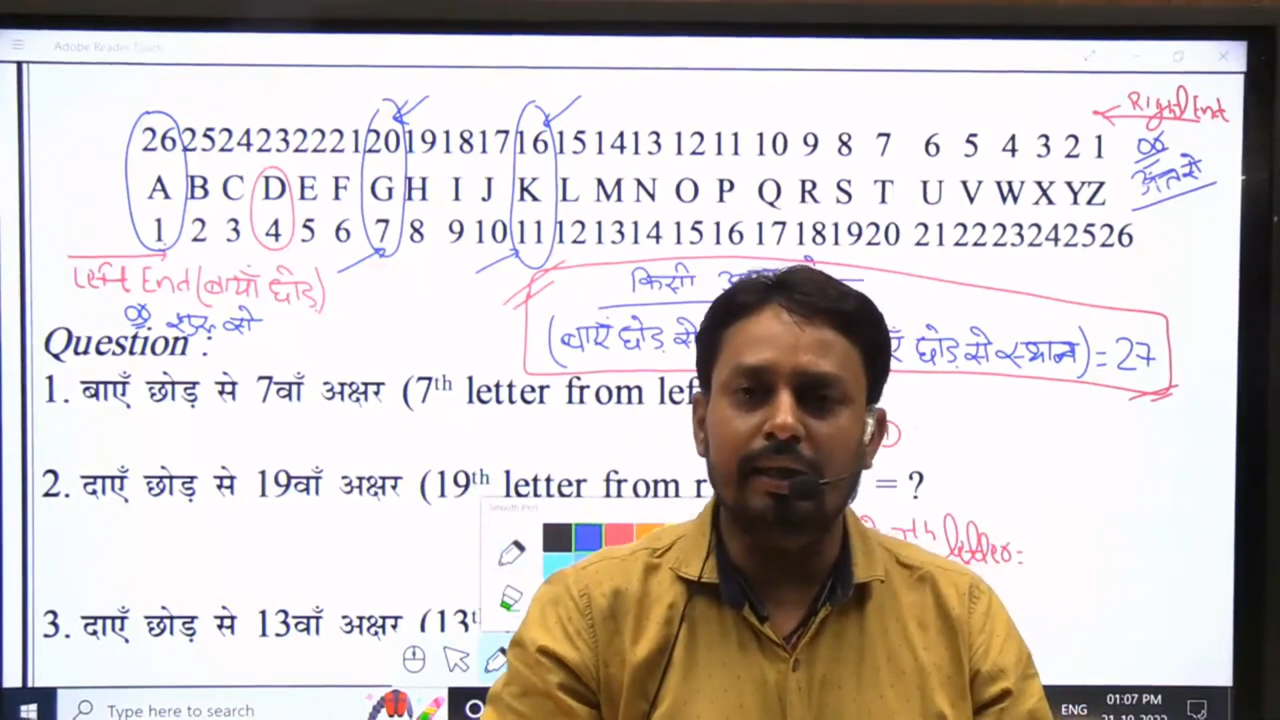 Adobe Reader Touch
Right End
26 25 24 23 22 21 20 19 18 17 16 15 14 13 12 11 10 9 8 7 6 5 4 3 2 1
A B C D E F G H I J K L M N O P Q R S T U V W X Y Z
अंत से
1 2 3 4 5 6 7 8 9 10 11 12 13 14 15 16 17 18 19 20 21 22 23 24 25 26
Left End (बायाँ छोड़)
किसी
शुरू से
(बाएँ छोड़ से छोड़ से स्थान) = 27
Question :
1. बाएँ छोड़ से 7वाँ अक्षर (7th letter from
2. दाएँ छोड़ से 19वाँ अक्षर (19th letter from = ?
Smooth Pen
letter =
3. दाएँ छोड़ से 13वाँ अक्षर
Type here to search
ENG
01:07 PM